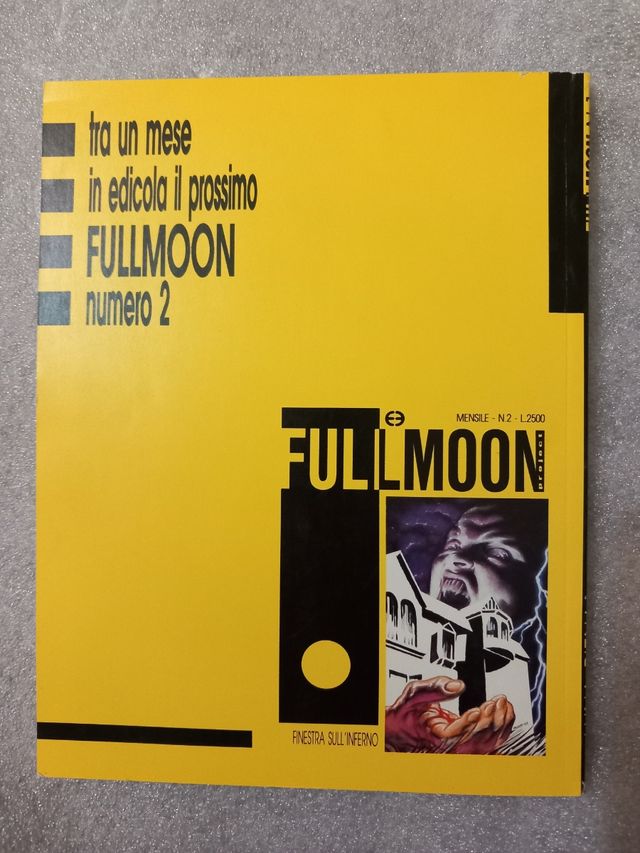 tra un mese
in edicola il prossimo
FULLMOON
numero 2
MENSILE - N.2 - L.2500
FULLMOON
project
FINESTRA SULL'INFERNO